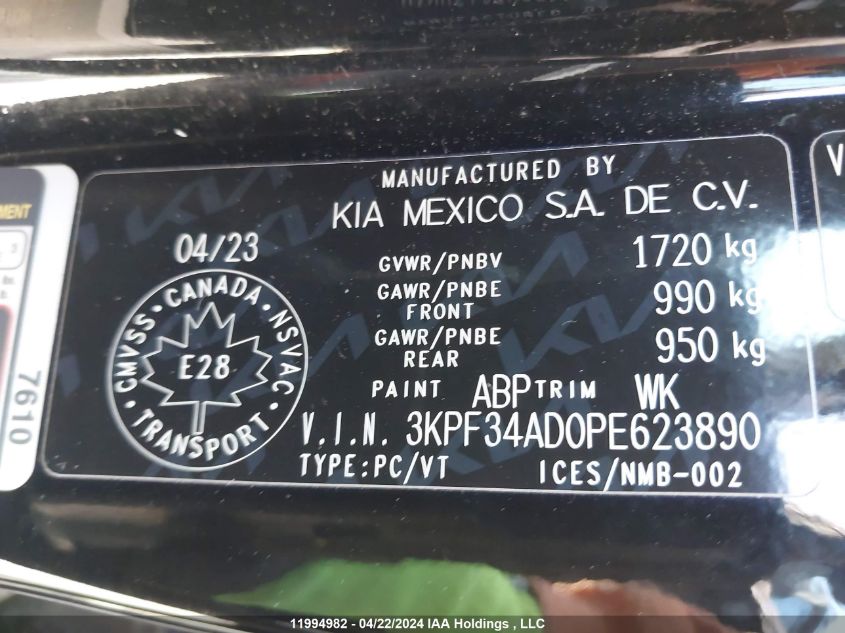 MANUFACTURED
MANUFACTURED BY
KIA MEXICO S.A. DE C.V.
04/23
GVWR/PNBV 1720 kg
GAWR/PNBE FRONT 990 kg
GAWR/PNBE REAR 950 kg
CMVSS • CANADA • NSVAC • TRANSPORT •
E28
PAINT ABP TRIM WK
V.I.N. 3KPF34AD0PE623890
TYPE:PC/VT ICES/NMB-002
7610
V
11994982 - 04/22/2024 IAA Holdings , LLC